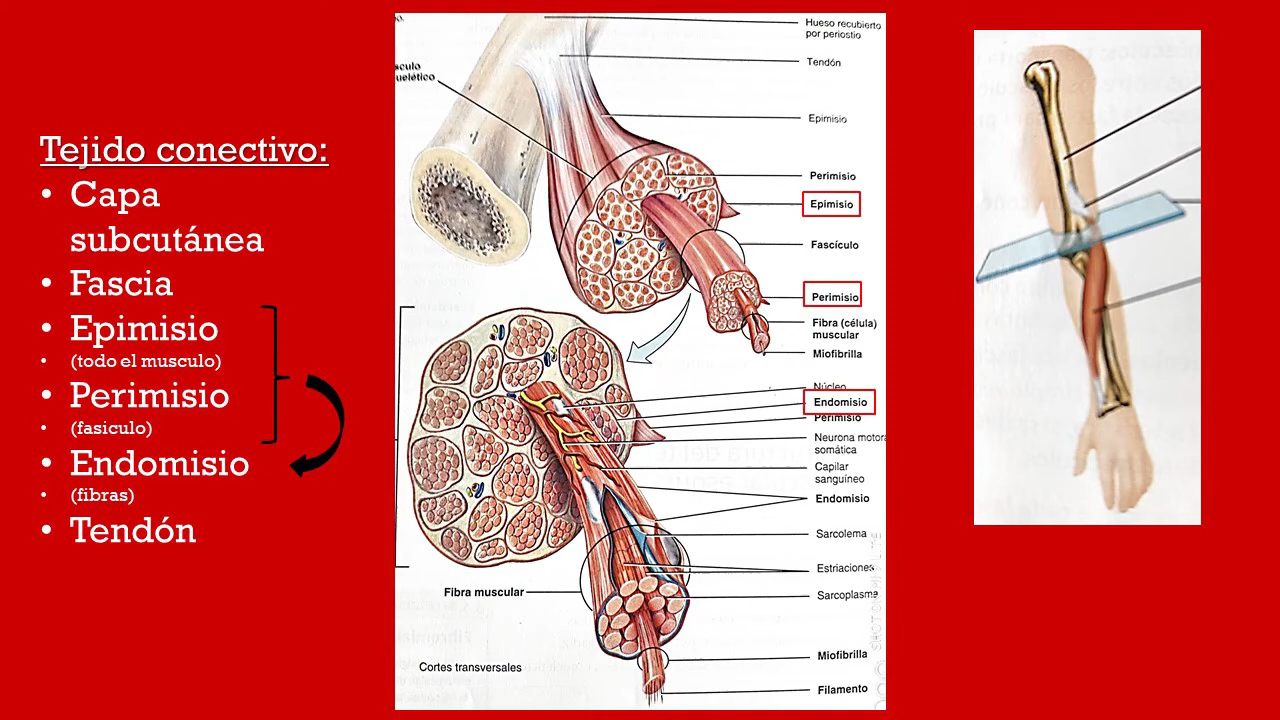 Tejido conectivo:
• Capa
subcutánea
• Fascia
• Epimisio
• (todo el musculo)
• Perimisio
• (fasiculo)
• Endomisio
• (fibras)
• Tendón
Hueso recubierto
por periostio
Tendón
Epimisio
Perimisio
Epimisio
Fascículo
Perimisio
Fibra (célula)
muscular
Miofibrilla
Núcleo
Endomisio
Perimisio
Neurona motora
somática
Capilar
sanguíneo
Endomisio
Sarcolema
Estriaciones
Sarcoplasma
Fibra muscular
Miofibrilla
Cortes transversales
Filamento